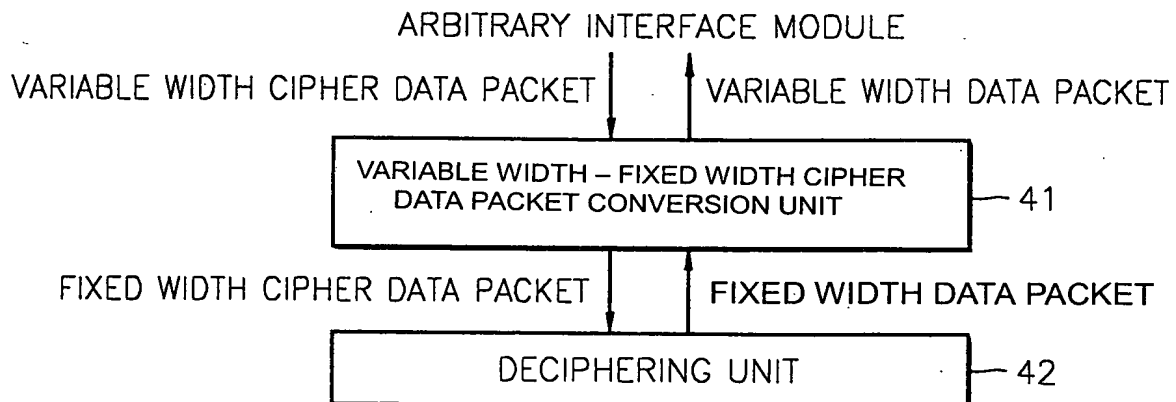 ARBITRARY INTERFACE MODULE
VARIABLE WIDTH CIPHER DATA PACKET
VARIABLE WIDTH DATA PACKET
VARIABLE WIDTH – FIXED WIDTH CIPHER
DATA PACKET CONVERSION UNIT
41
FIXED WIDTH CIPHER DATA PACKET
FIXED WIDTH DATA PACKET
DECIPHERING UNIT
42